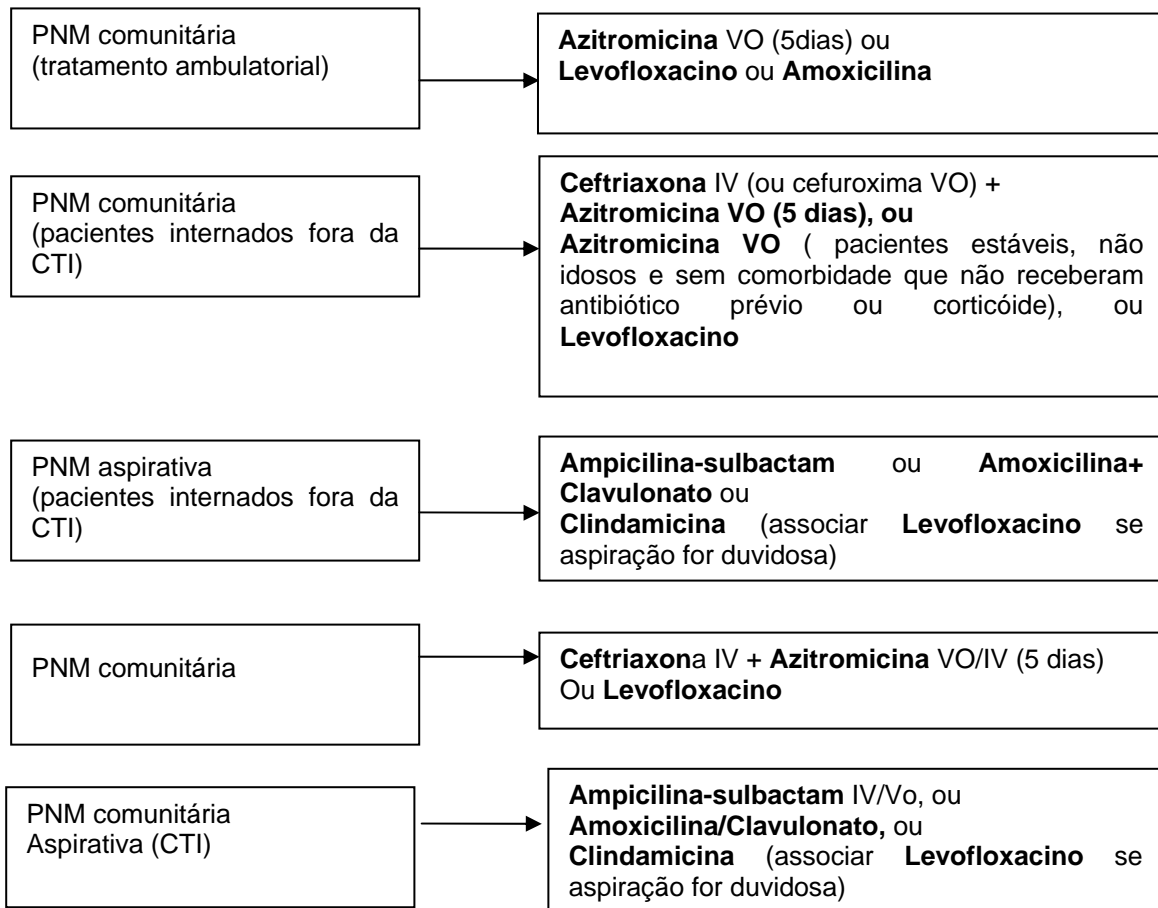 PNM comunitária
(tratamento ambulatorial)
Azitromicina VO (5dias) ou
Levofloxacino ou Amoxicilina
PNM comunitária
(pacientes internados fora da
CTI)
Ceftriaxona IV (ou cefuroxima VO) +
Azitromicina VO (5 dias), ou
Azitromicina VO ( pacientes estáveis, não
idosos e sem comorbidade que não receberam
antibiótico prévio ou corticóide), ou
Levofloxacino
PNM aspirativa
(pacientes internados fora da
CTI)
Ampicilina-sulbactam ou Amoxicilina+
Clavulonato ou
Clindamicina (associar Levofloxacino se
aspiração for duvidosa)
PNM comunitária
Ceftriaxona IV + Azitromicina VO/IV (5 dias)
Ou Levofloxacino
PNM comunitária
Aspirativa (CTI)
Ampicilina-sulbactam IV/Vo, ou
Amoxicilina/Clavulonato, ou
Clindamicina (associar Levofloxacino se
aspiração for duvidosa)